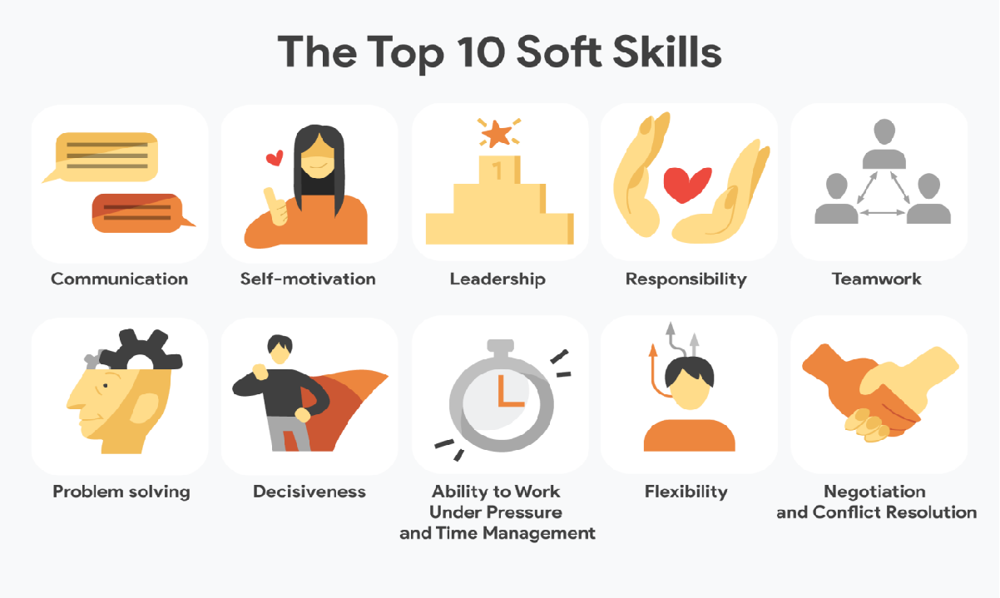 The Top 10 Soft Skills
1
Communication
Self-motivation
Leadership
Responsibility
Teamwork
Problem solving
Decisiveness
Ability to Work
Under Pressure
and Time Management
Flexibility
Negotiation
and Conflict Resolution